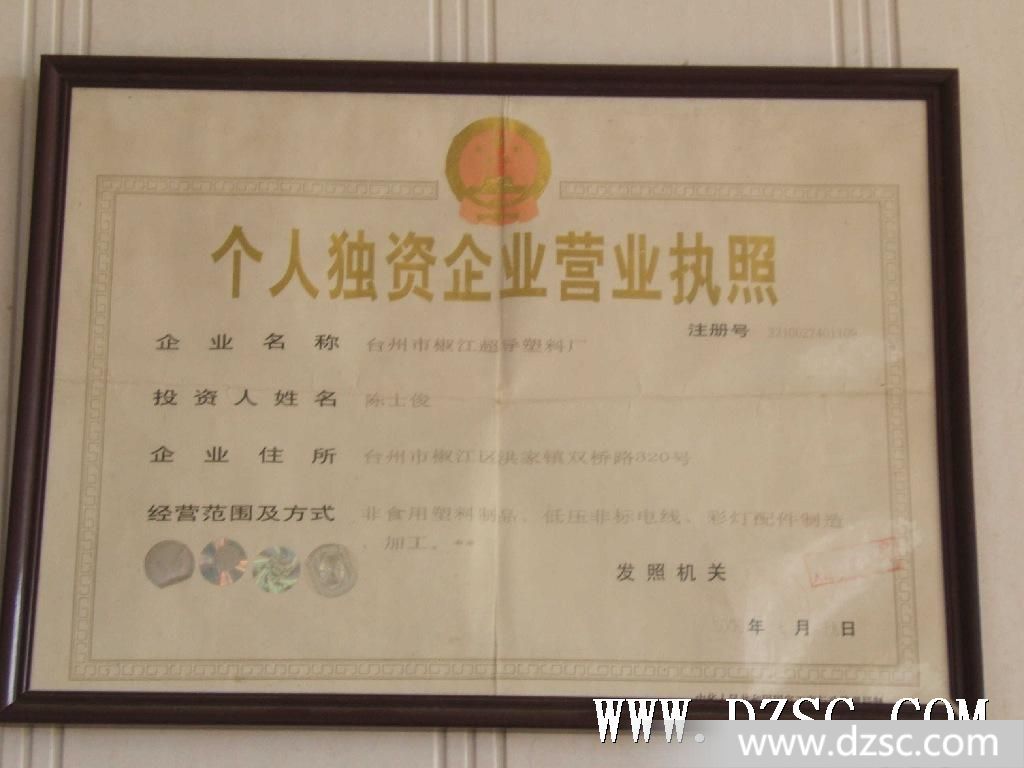 个人独资企业营业执照
注册号
企业名称 台州市椒江超导塑料厂
投资人姓名 陈士俊
企业住所 台州市椒江区洪家镇双桥路320号
经营范围及方式 非食用塑料制品、低压非标电线、彩灯配件制造
、加工。**
发照机关
年 月 日
WWW.DZSC.COM
www.dzsc.com